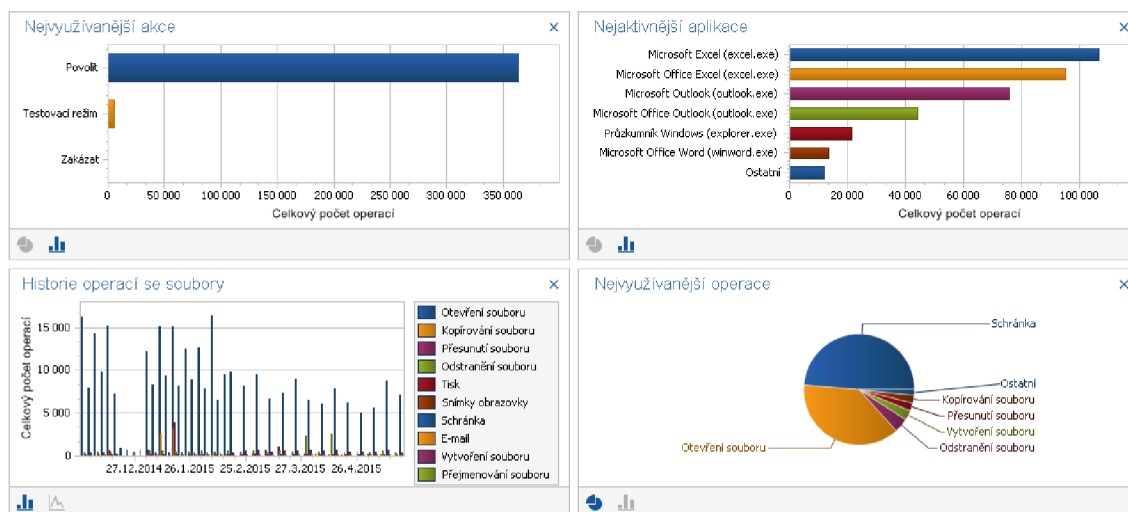 Nejvyužívanější akce
Povolit
Testovací režim
Zakázat
0 50 000 100 000 150 000 200 000 250 000 300 000 350 000
Celkový počet operací
Nejaktivnější aplikace
Microsoft Excel (excel.exe)
Microsoft Office Excel (excel.exe)
Microsoft Outlook (outlook.exe)
Microsoft Office Outlook (outlook.exe)
Průzkumník Windows (explorer.exe)
Microsoft Office Word (winword.exe)
Ostatní
0 20 000 40 000 60 000 80 000 100 000
Celkový počet operací
Historie operací se soubory
Celkový počet operací
15 000
10 000
5 000
0
27.12.2014 26.1.2015 25.2.2015 27.3.2015 26.4.2015
Otevření souboru
Kopírování souboru
Přesunutí souboru
Odstranění souboru
Tisk
Snímky obrazovky
Schránka
E-mail
Vytvoření souboru
Přejmenování souboru
Nejvyužívanější operace
Schránka
Ostatní
Kopírování souboru
Přesunutí souboru
Vytvoření souboru
Odstranění souboru
Otevření souboru